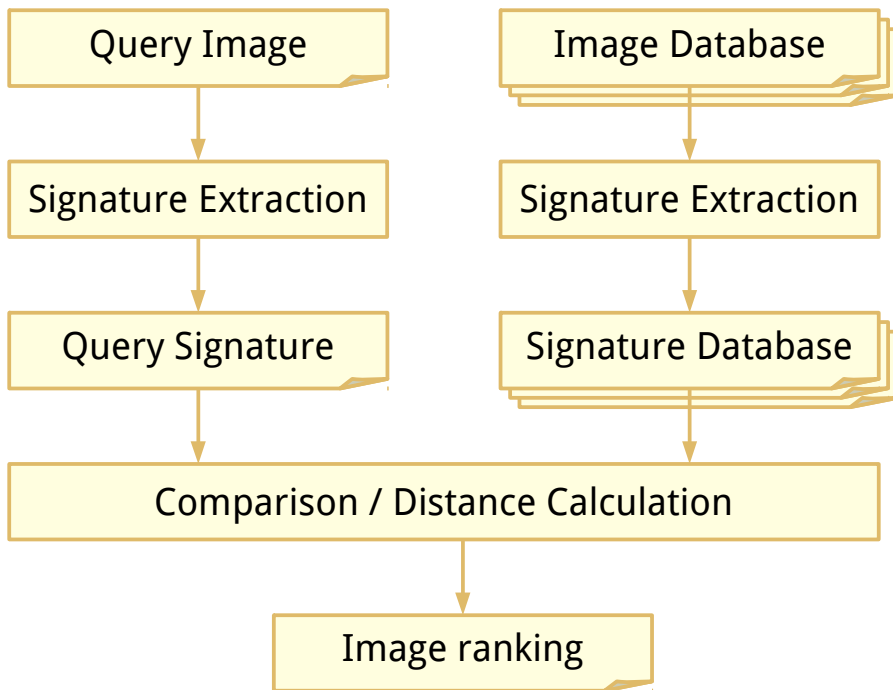 Query Image
Image Database
Signature Extraction
Signature Extraction
Query Signature
Signature Database
Comparison / Distance Calculation
Image ranking